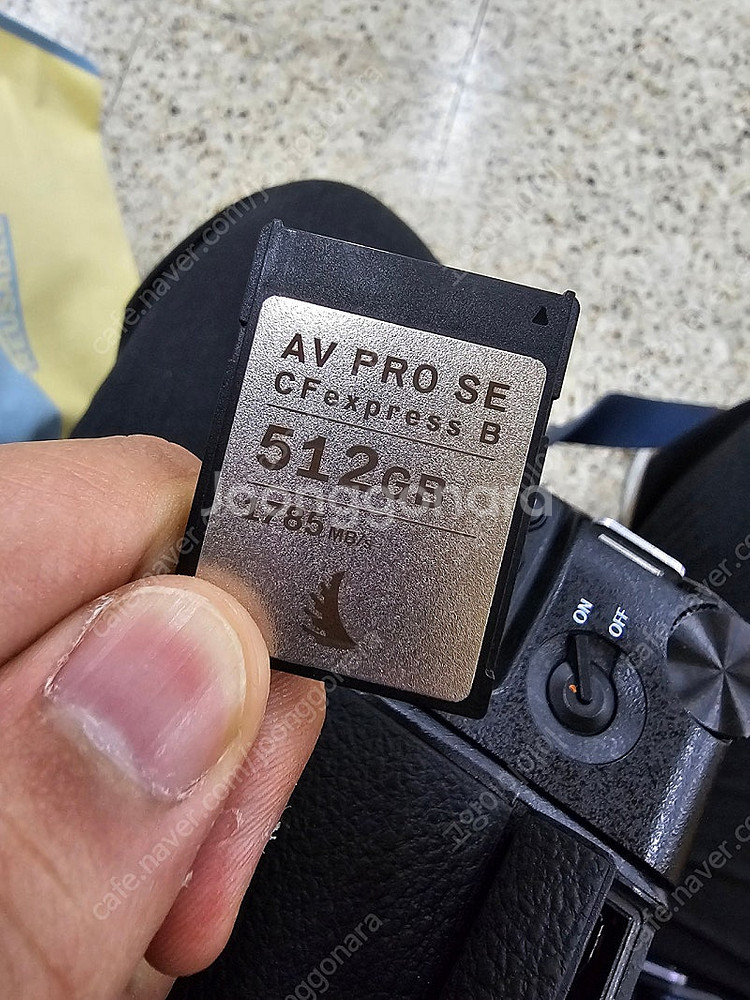 AV PRO SE
CFexpress B
512GB
1785 MB/s
Joonggonara
ON
OFF
cafe.naver.com/joonggonara